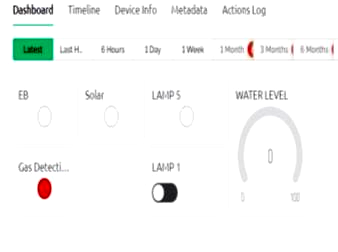 Dashboard Timeline Device Info Metadata Actions Log
Latest Last H.. 6 Hours 1 Day 1 Week 1 Month 3 Months 6 Months
EB Solar LAMP 5 WATER LEVEL
0
Gas Detecti... LAMP 1
100